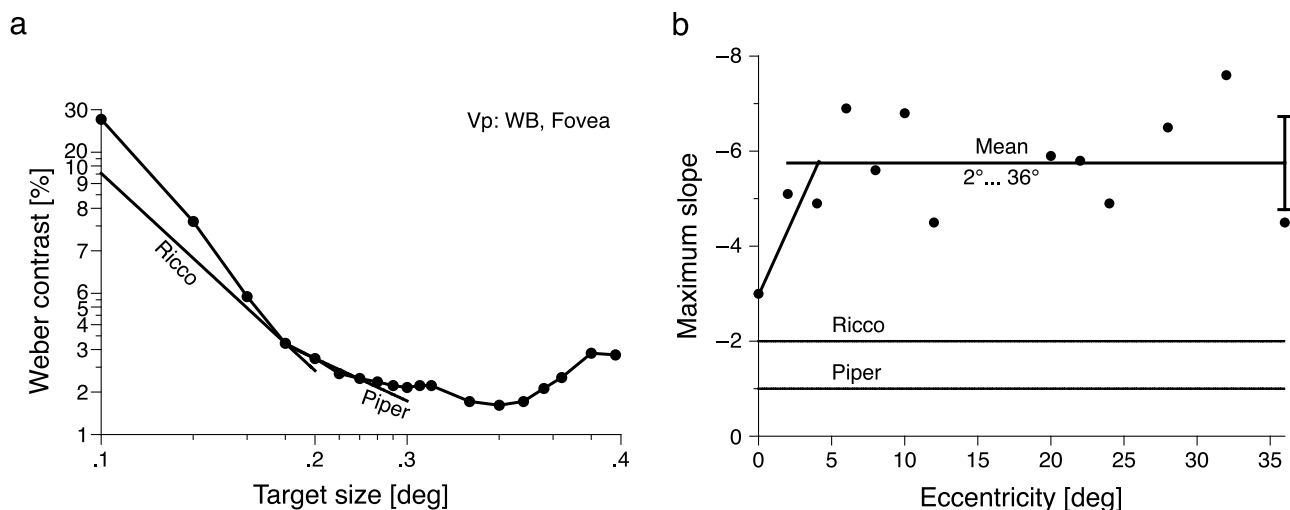 a
Weber contrast [%]
30
20
10
9
8
7
6
5
4
3
2
1
Vp: WB, Fovea
Ricco
Piper
.1
.2
.3
.4
Target size [deg]
b
Maximum slope
−8
−6
−4
−2
0
Mean
2°... 36°
Ricco
Piper
0
5
10
15
20
25
30
35
Eccentricity [deg]